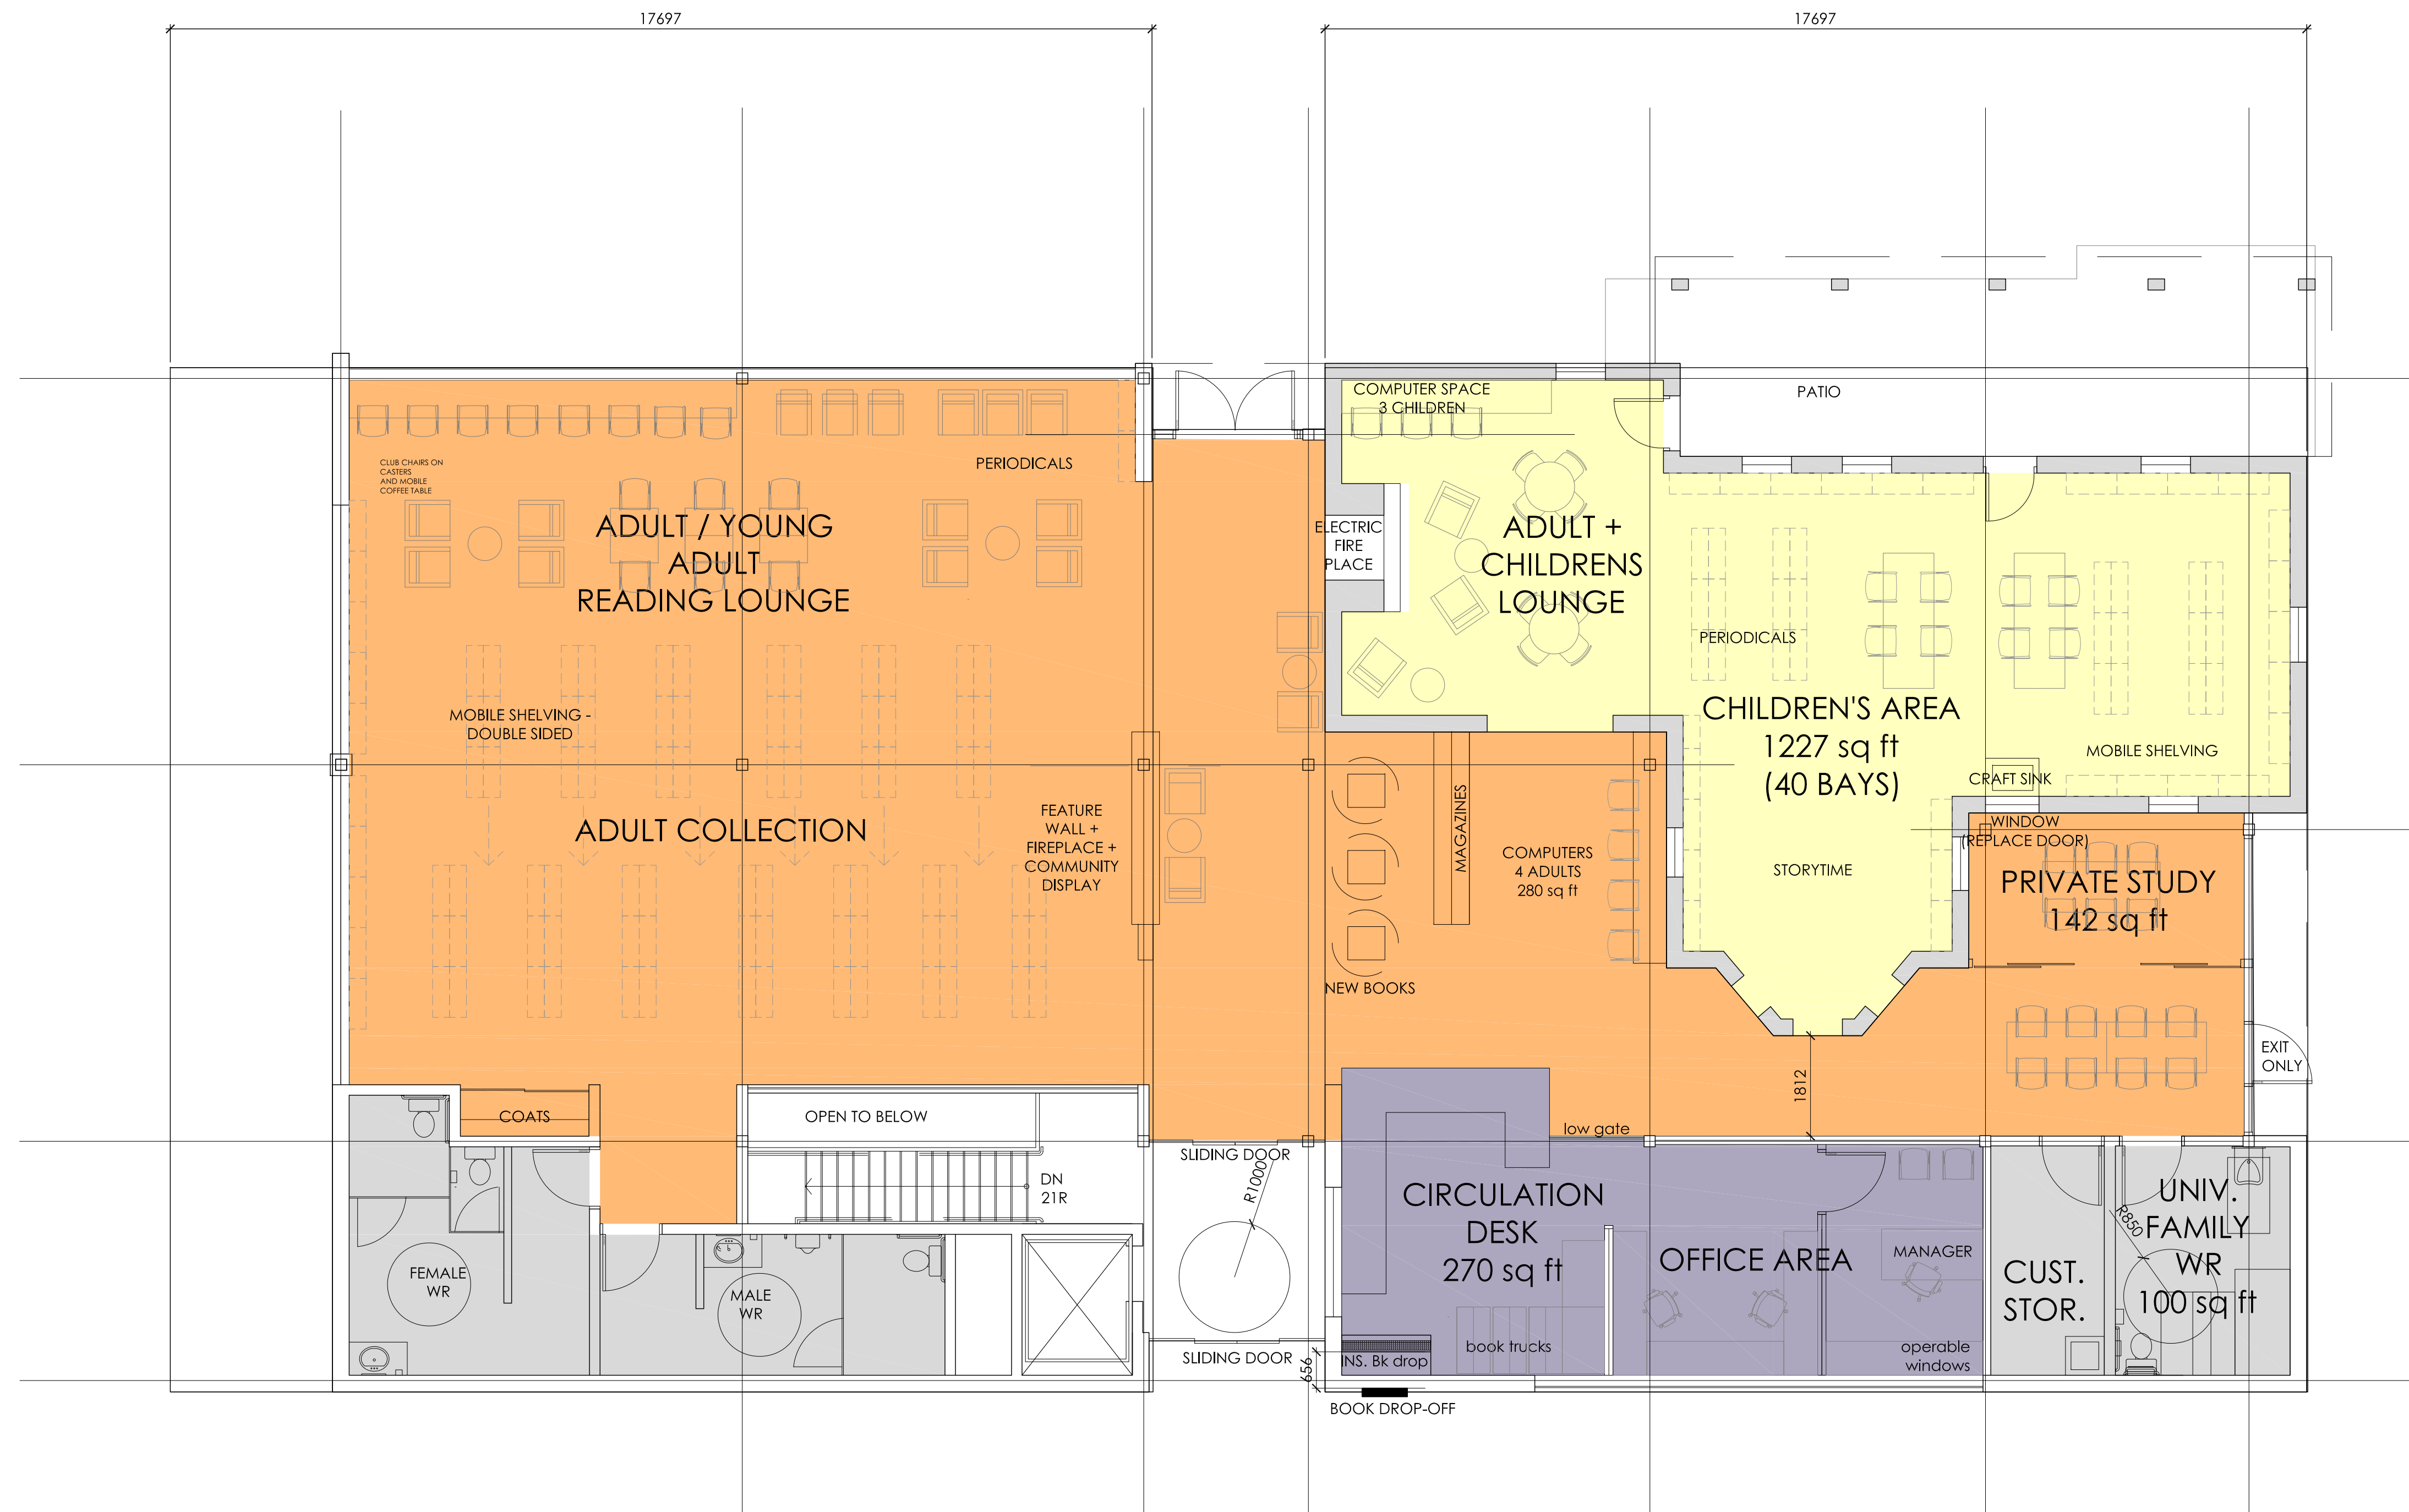 17697
17697
COMPUTER SPACE
3 CHILDREN
PATIO
CLUB CHAIRS ON
CASTERS
AND MOBILE
COFFEE TABLE
PERIODICALS
ADULT / YOUNG
ADULT
READING LOUNGE
ELECTRIC
FIRE
PLACE
ADULT +
CHILDRENS
LOUNGE
PERIODICALS
MOBILE SHELVING -
DOUBLE SIDED
CHILDREN'S AREA
1227 sq ft
(40 BAYS)
MOBILE SHELVING
CRAFT SINK
ADULT COLLECTION
FEATURE
WALL +
FIREPLACE +
COMMUNITY
DISPLAY
MAGAZINES
COMPUTERS
4 ADULTS
280 sq ft
STORYTIME
WINDOW
(REPLACE DOOR)
PRIVATE STUDY
142 sq ft
NEW BOOKS
EXIT
ONLY
1812
COATS
OPEN TO BELOW
low gate
SLIDING DOOR
R1000
DN
21R
CIRCULATION
DESK
270 sq ft
OFFICE AREA
MANAGER
UNIV.
FAMILY
WR
100 sq ft
R850
CUST.
STOR.
FEMALE
WR
MALE
WR
SLIDING DOOR
656
INS. Bk drop
book trucks
operable
windows
BOOK DROP-OFF